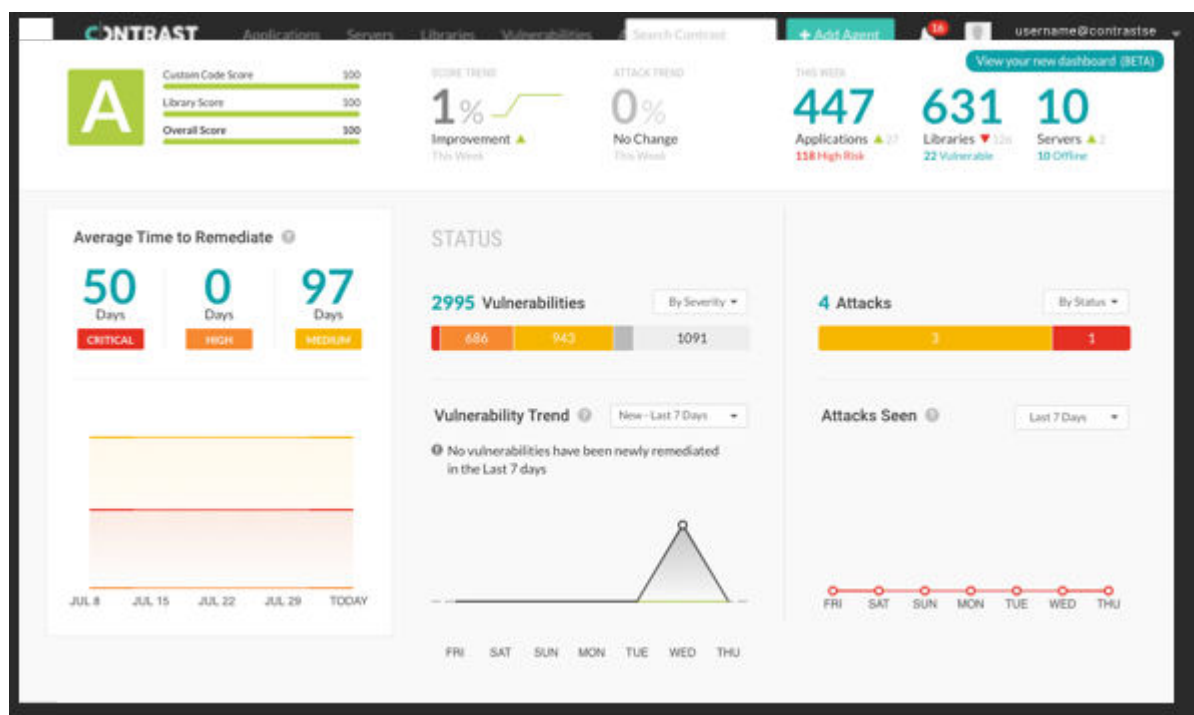 CONTRAST
Applications Servers Libraries Vulnerabilities Search Contrast + Add Agent 16 username@contrastse
View your new dashboard (BETA)
A
Custom Code Score 100
Library Score 100
Overall Score 100
SCORE TREND
1%
Improvement
This Week
ATTACK TREND
0%
No Change
This Week
THIS WEEK
447
Applications 27
118 High Risk
631
Libraries 126
22 Vulnerable
10
Servers 2
10 Offline
Average Time to Remediate
50
Days
CRITICAL
0
Days
HIGH
97
Days
MEDIUM
JUL 8 JUL 15 JUL 22 JUL 29 TODAY
STATUS
2995 Vulnerabilities By Severity
686 943 1091
Vulnerability Trend New - Last 7 Days
No vulnerabilities have been newly remediated
in the Last 7 days
FRI SAT SUN MON TUE WED THU
4 Attacks By Status
3 1
Attacks Seen Last 7 Days
FRI SAT SUN MON TUE WED THU